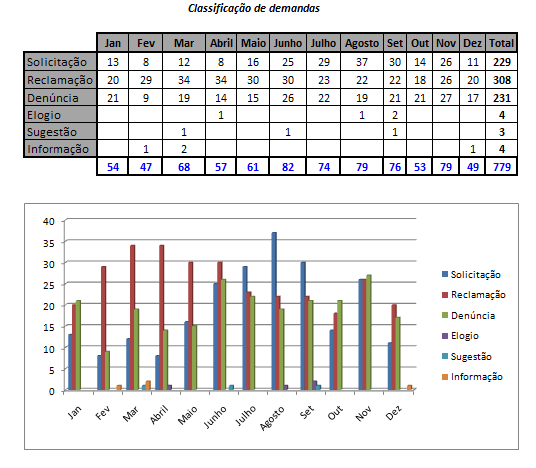 Classificação de demandas
Jan Fev Mar Abril Maio Junho Julho Agosto Set Out Nov Dez Total
Solicitação 13 8 12 8 16 25 29 37 30 14 26 11 229
Reclamação 20 29 34 34 30 30 23 22 22 18 26 20 308
Denúncia 21 9 19 14 15 26 22 19 21 21 27 17 231
Elogio 1 1 2 4
Sugestão 1 1 1 3
Informação 1 2 1 4
54 47 68 57 61 82 74 79 76 53 79 49 779
40
35
30
25
20
15
10
5
0
Jan Fev Mar Abril Maio Junho Julho Agosto Set Out Nov Dez
Solicitação
Reclamação
Denúncia
Elogio
Sugestão
Informação